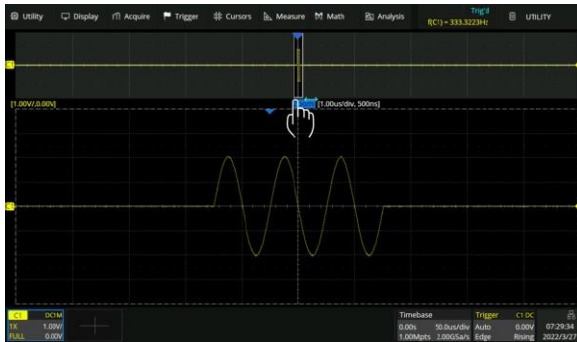 Utility Display Acquire Trigger Cursors Measure Math Analysis Trig'd UTILITY
f(C1) = 333.3223Hz
C1
[1.00V/,0.00V] [1.00us/div, 500ns]
C1
C1 DC1M Timebase Trigger C1 DC
1X 1.00V/ 0.00s 50.0us/div Auto 0.00V 07:29:34
FULL 0.00V 1.00Mpts 2.00GSa/s Edge Rising 2022/3/27